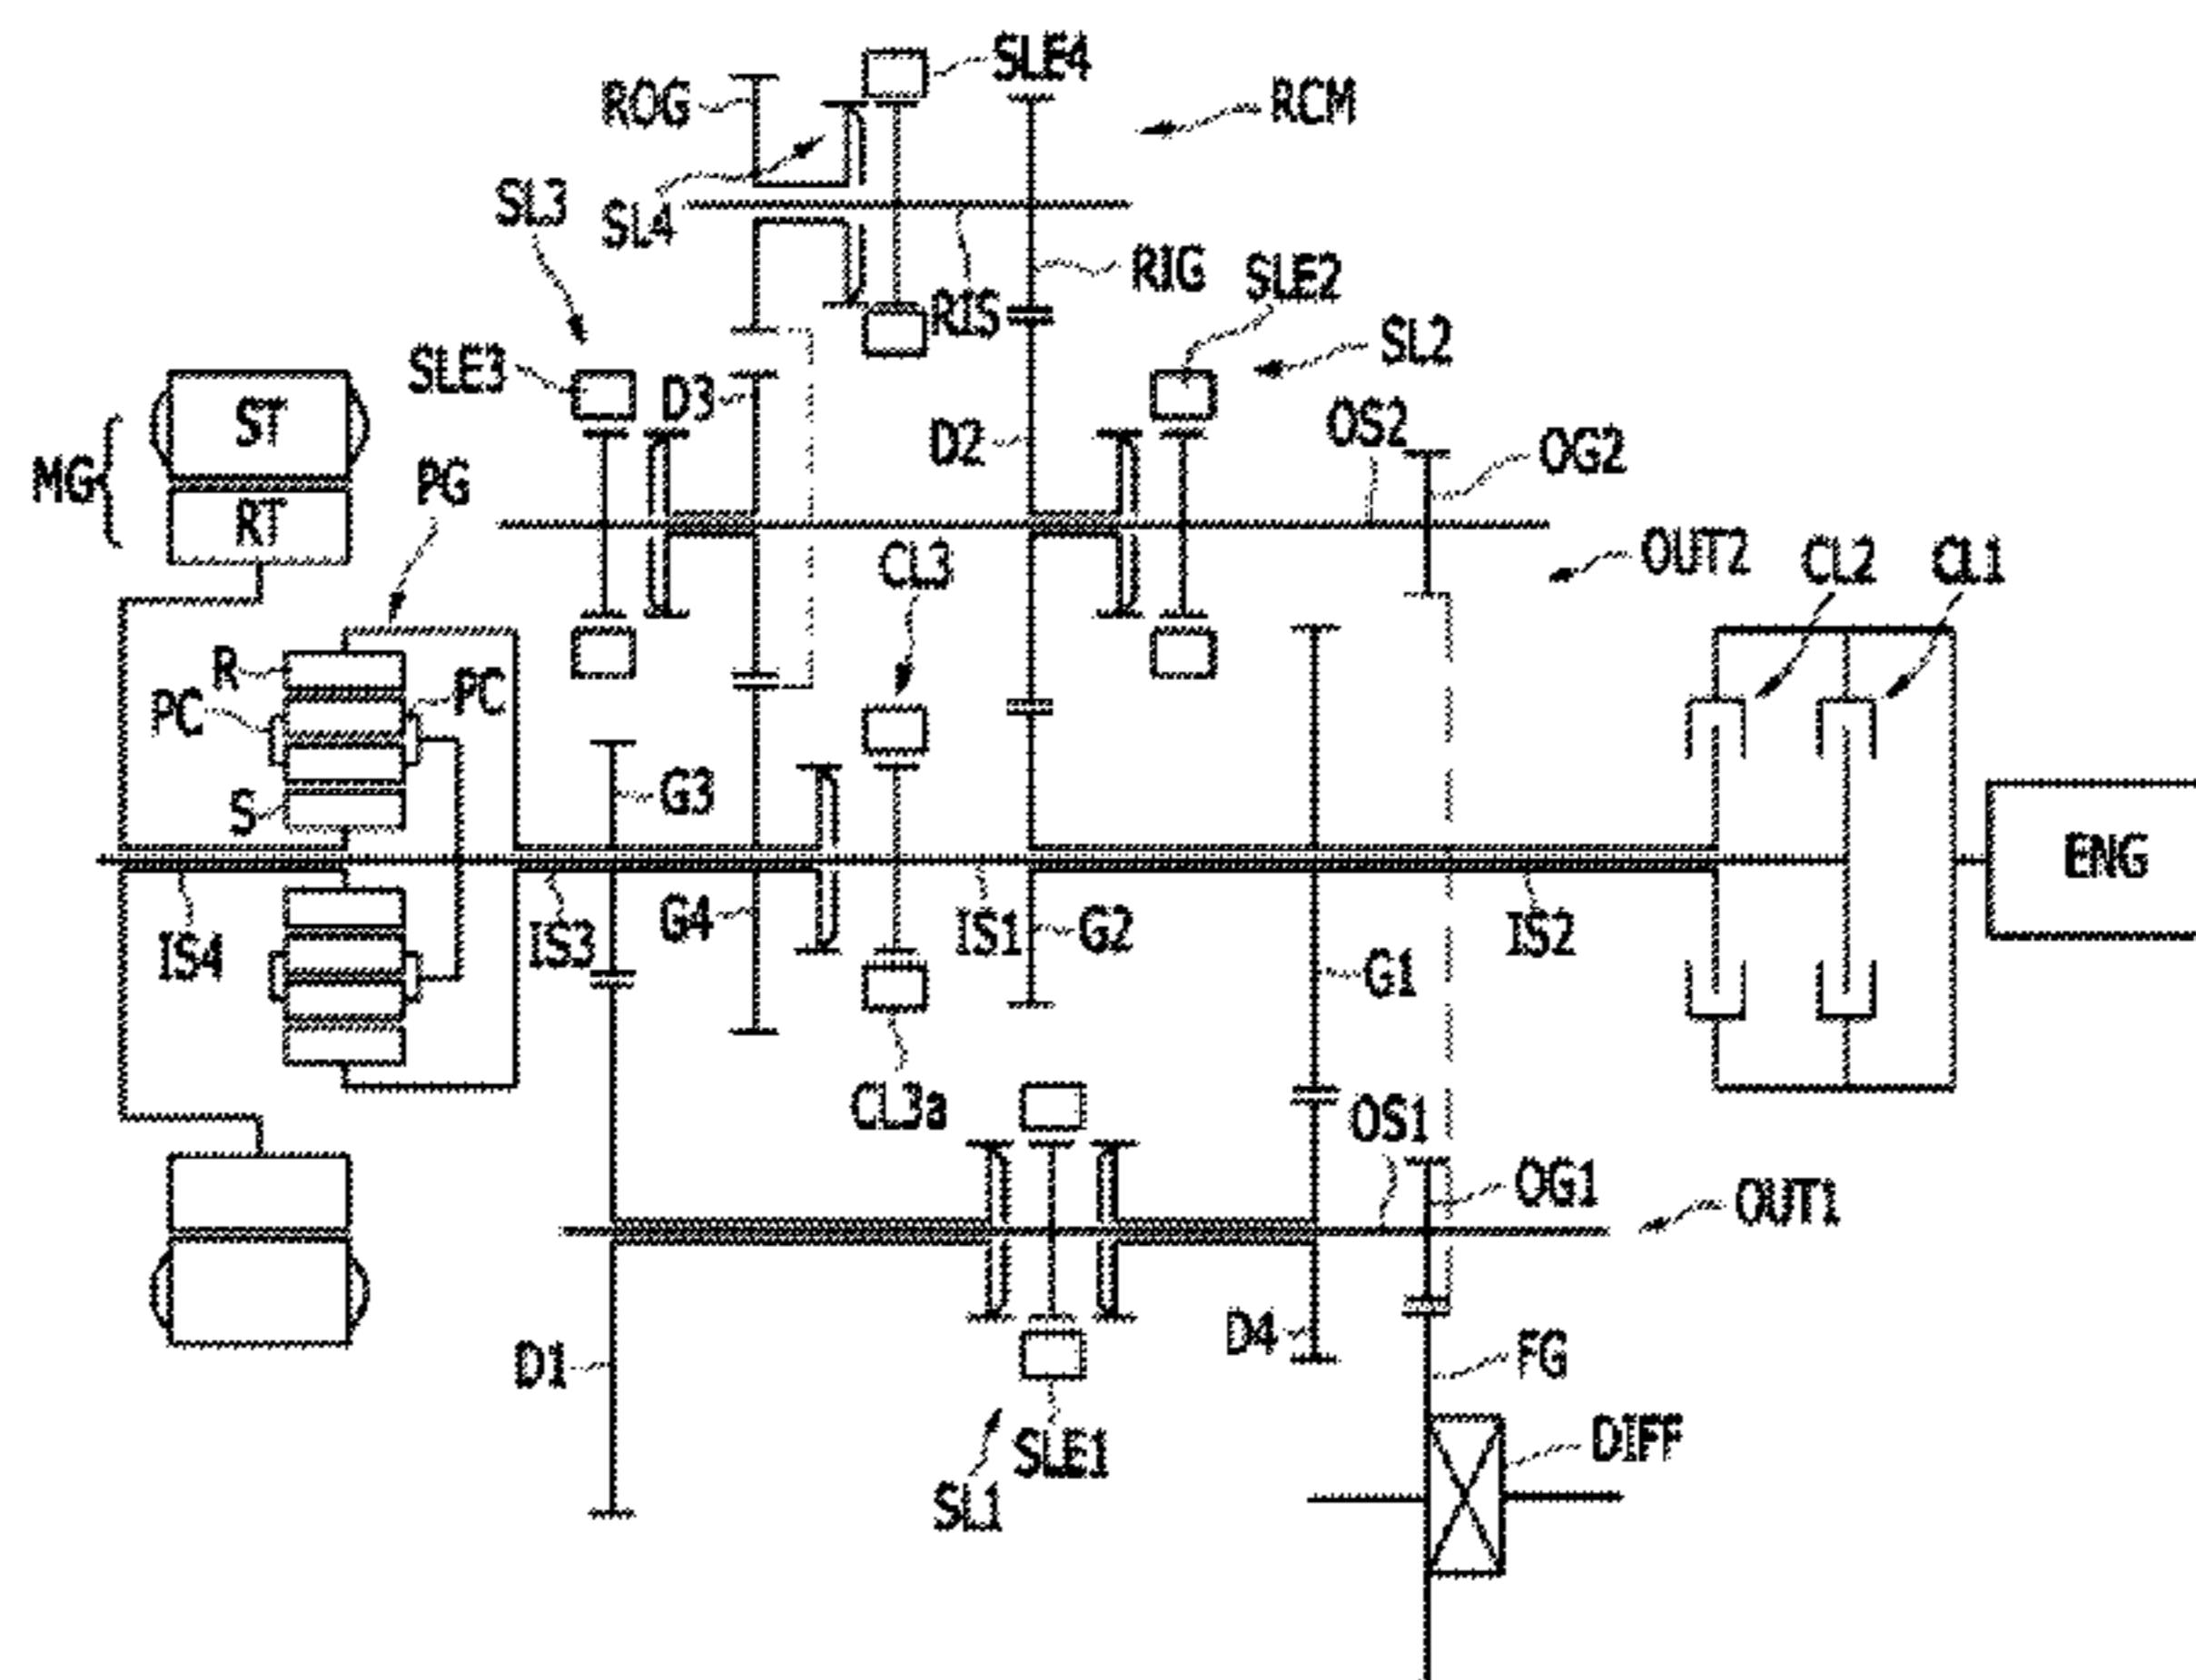 SLE4
ROG
RCM
SL3
SL4
RIG
SLE2
RIS
SL2
SLE3
D3
ST
OS2
D2
OG2
MG
PG
RT
OUT2
CL2
CL1
CL3
R
PC
PC
G3
S
ENG
G4
IS4
IS3
IS1
G2
IS2
G1
CL3a
OS1
OG1
OUT1
D4
D1
FG
SLE1
DIFF
SL1